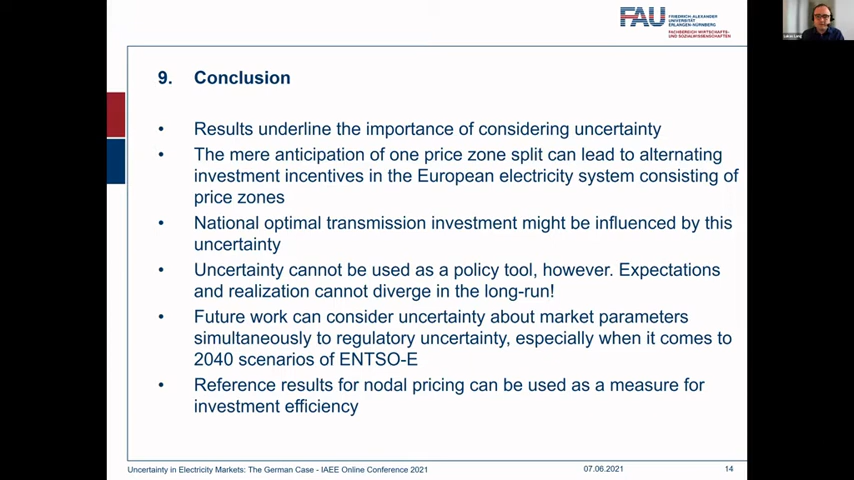 FAU
FRIEDRICH-ALEXANDER
UNIVERSITÄT
ERLANGEN-NÜRNBERG
FACHBEREICH WIRTSCHAFTS-
UND SOZIALWISSENSCHAFTEN
9. Conclusion
• Results underline the importance of considering uncertainty
• The mere anticipation of one price zone split can lead to alternating
investment incentives in the European electricity system consisting of
price zones
• National optimal transmission investment might be influenced by this
uncertainty
• Uncertainty cannot be used as a policy tool, however. Expectations
and realization cannot diverge in the long-run!
• Future work can consider uncertainty about market parameters
simultaneously to regulatory uncertainty, especially when it comes to
2040 scenarios of ENTSO-E
• Reference results for nodal pricing can be used as a measure for
investment efficiency
Uncertainty in Electricity Markets: The German Case - IAEE Online Conference 2021
07.06.2021
14